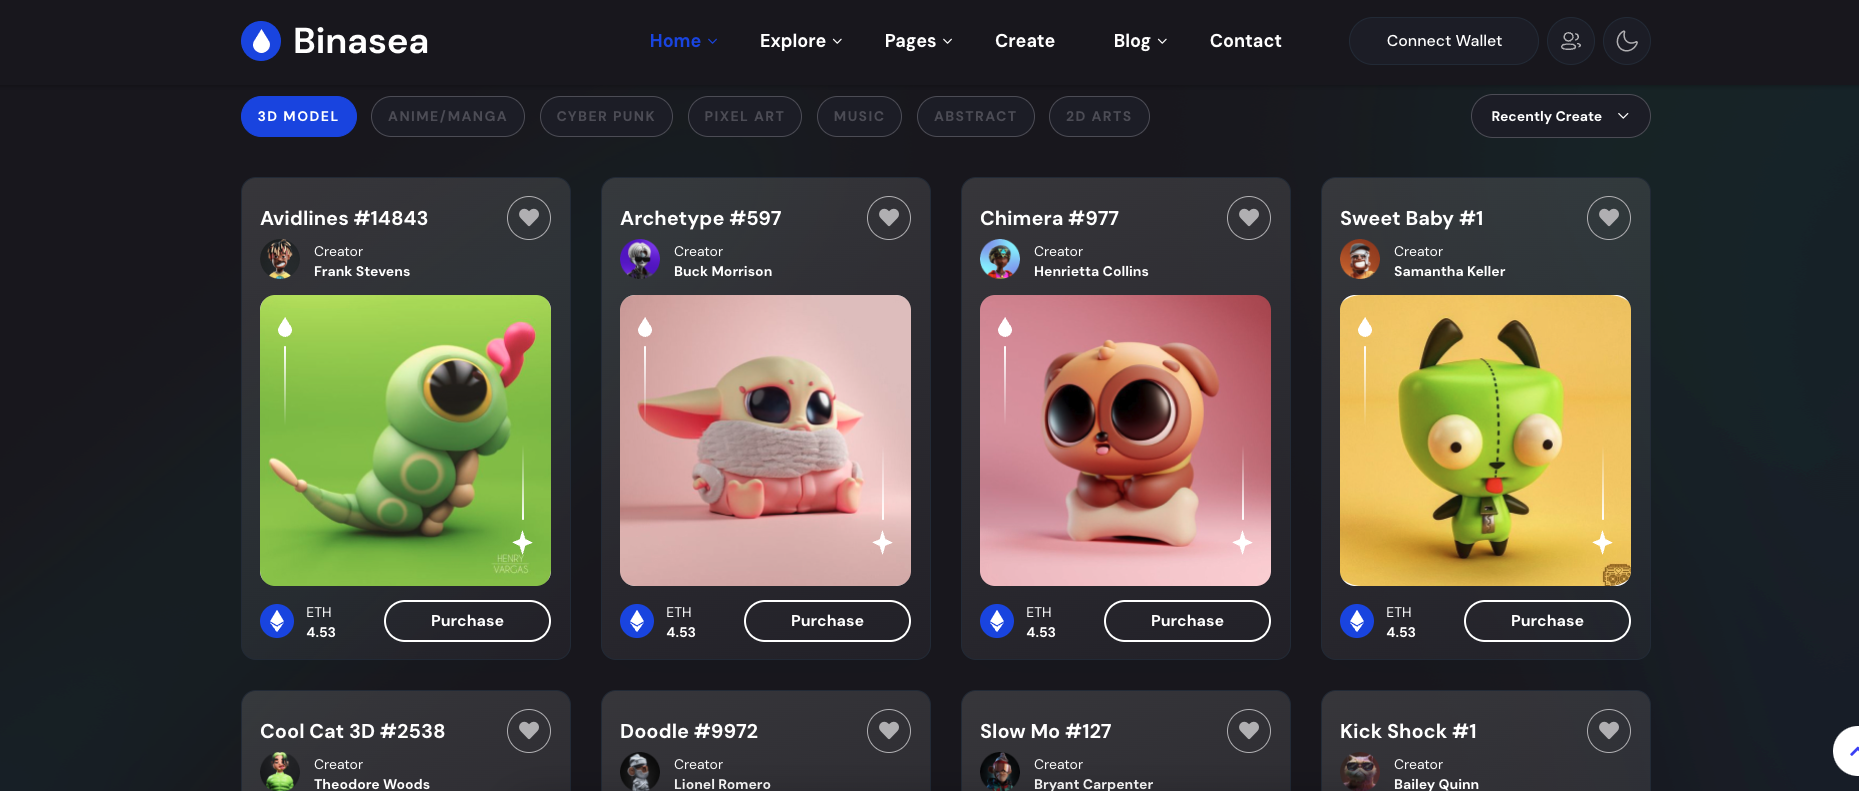 Binasea
Home Explore Pages Create Blog Contact Connect Wallet
3D MODEL ANIME/MANGA CYBER PUNK PIXEL ART MUSIC ABSTRACT 2D ARTS Recently Create
Avidlines #14843
Creator
Frank Stevens
HENRY
VARGAS
ETH
4.53
Purchase
Archetype #597
Creator
Buck Morrison
ETH
4.53
Purchase
Chimera #977
Creator
Henrietta Collins
ETH
4.53
Purchase
Sweet Baby #1
Creator
Samantha Keller
ETH
4.53
Purchase
Cool Cat 3D #2538
Creator
Theodore Woods
Doodle #9972
Creator
Lionel Romero
Slow Mo #127
Creator
Bryant Carpenter
Kick Shock #1
Creator
Bailey Quinn